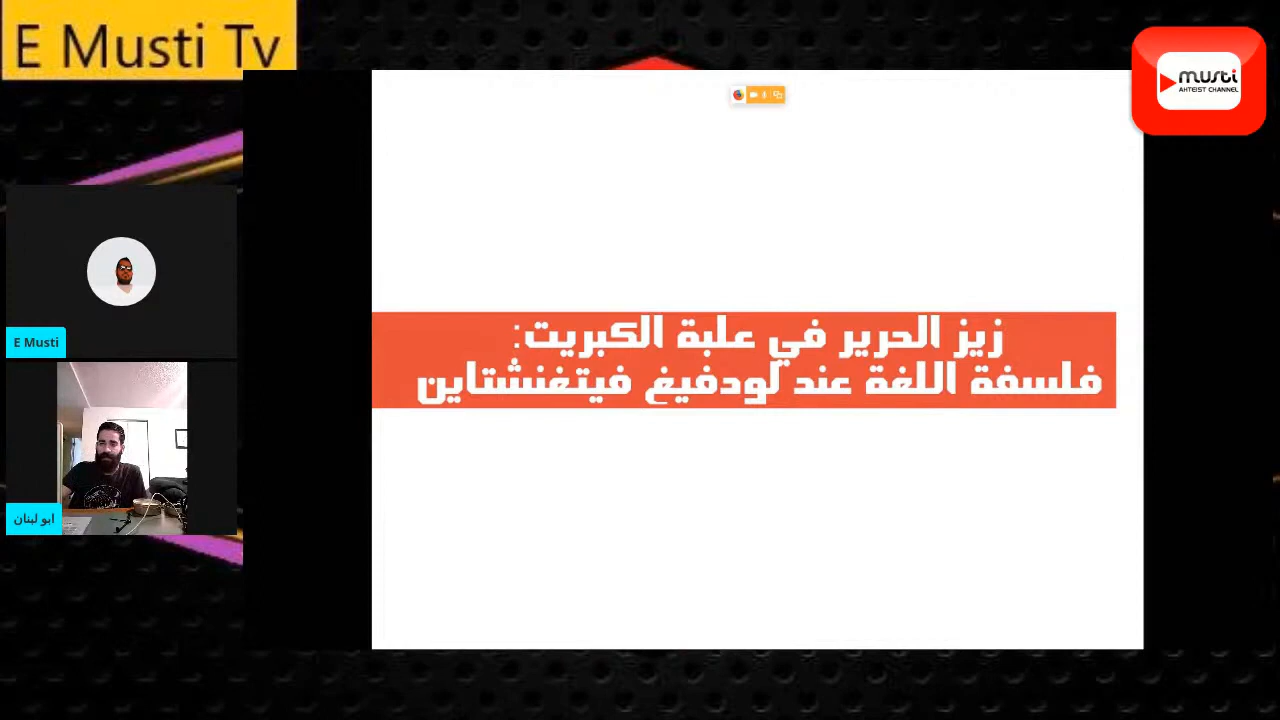 E Musti Tv
musti
AHTEIST CHANNEL
زيز الحرير في علبة الكبريت:
فلسفة اللغة عند لودفيغ فيتغنشتاين
E Musti
ابو لبنان